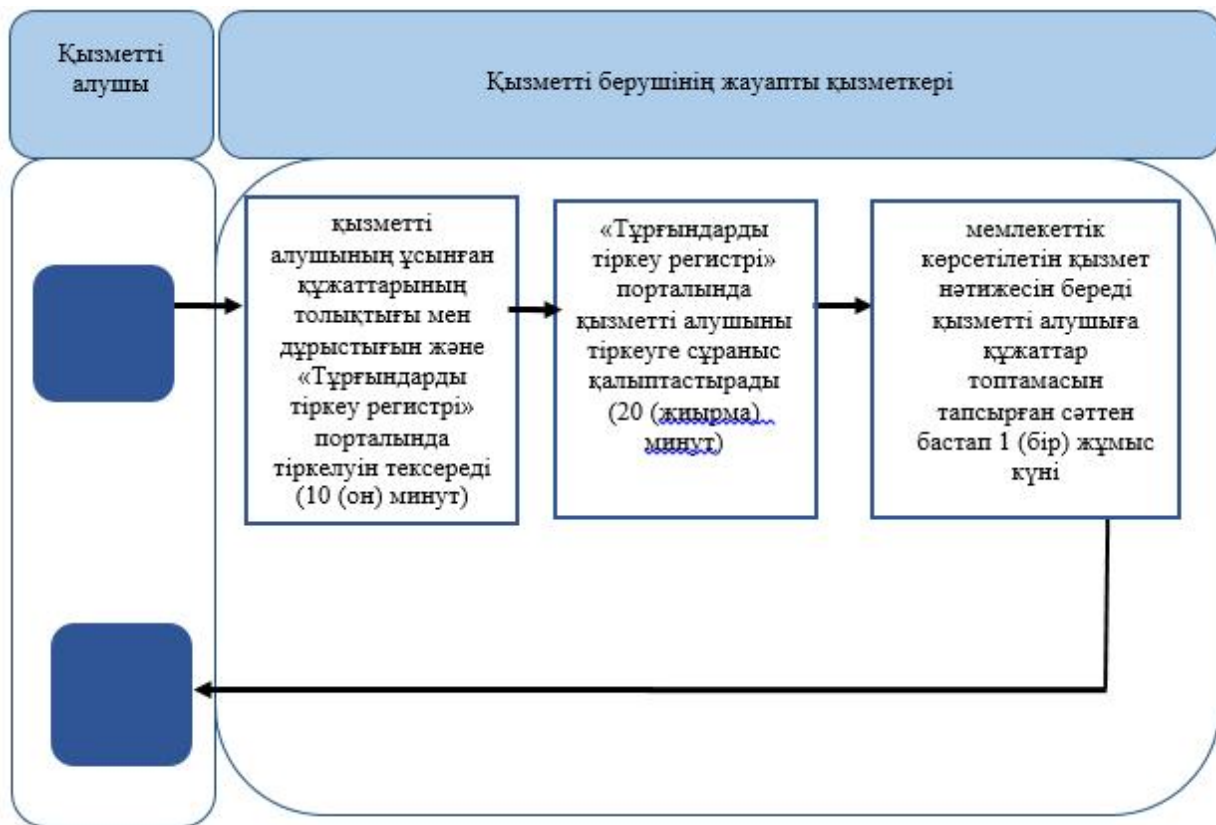 Қызметті
алушы
Қызметті берушінің жауапты қызметкері
қызметті
алушының ұсынған
құжаттарының
толықтығы мен
дұрыстығын және
«Тұрғындарды
тіркеу регистрі»
порталында
тіркелуін тексереді
(10 (он) минут)
«Тұрғындарды
тіркеу регистрі»
порталында
қызметті алушыны
тіркеуге сұраныс
қалыптастырады
(20 (жиырма)
минут)
мемлекеттік
көрсетілетін қызмет
нәтижесін береді
қызметті алушыға
құжаттар
топтамасын
тапсырған сәттен
бастап 1 (бір) жұмыс
күні